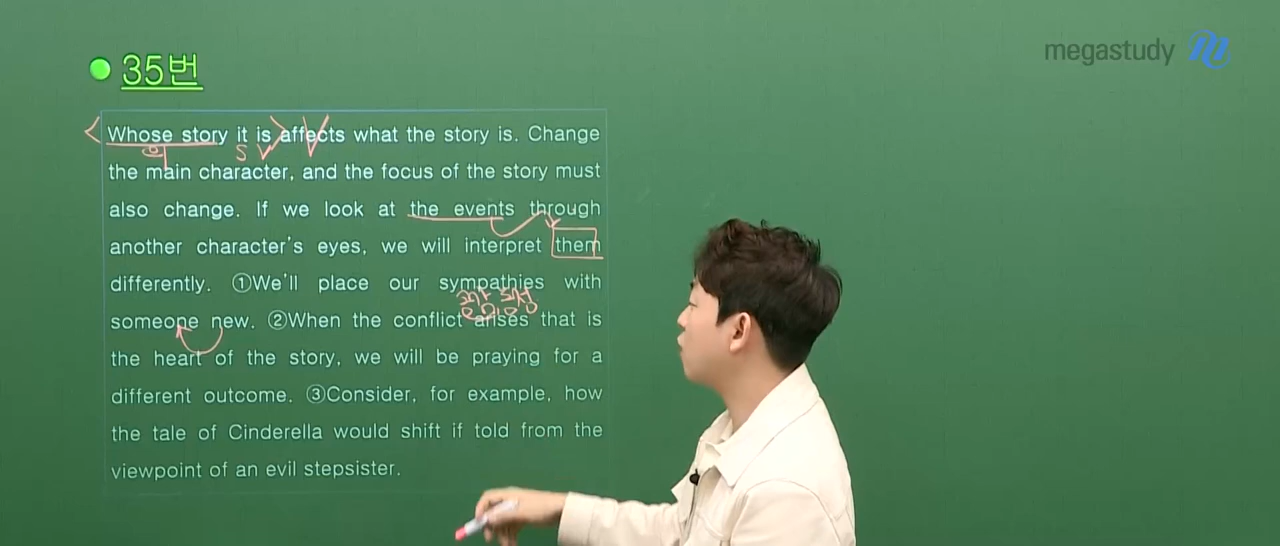 megastudy
35번
Whose story it is affects what the story is. Change
the main character, and the focus of the story must
also change. If we look at the events through
another character's eyes, we will interpret them
differently. ①We'll place our sympathies with
공감, 동정
someone new. ②When the conflict arises that is
the heart of the story, we will be praying for a
different outcome. ③Consider, for example, how
the tale of Cinderella would shift if told from the
viewpoint of an evil stepsister.
S V V